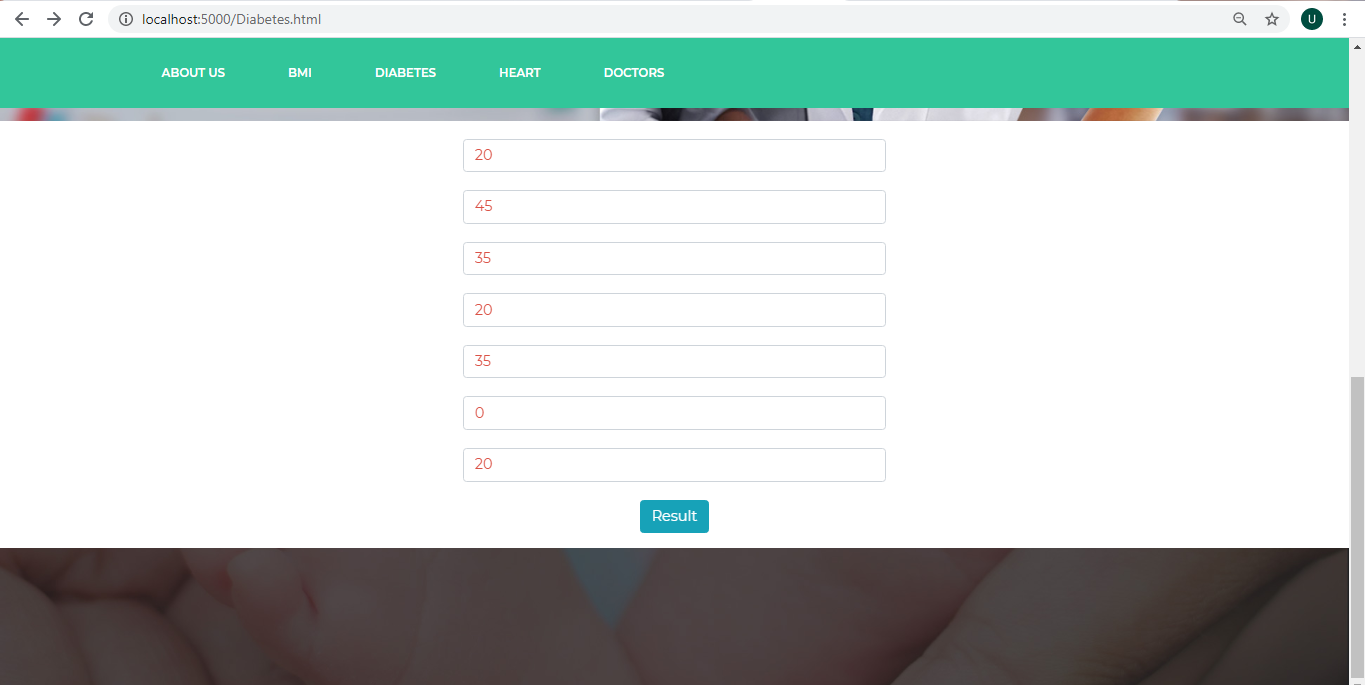 localhost:5000/Diabetes.html
U
ABOUT US BMI DIABETES HEART DOCTORS
20
45
35
20
35
0
20
Result